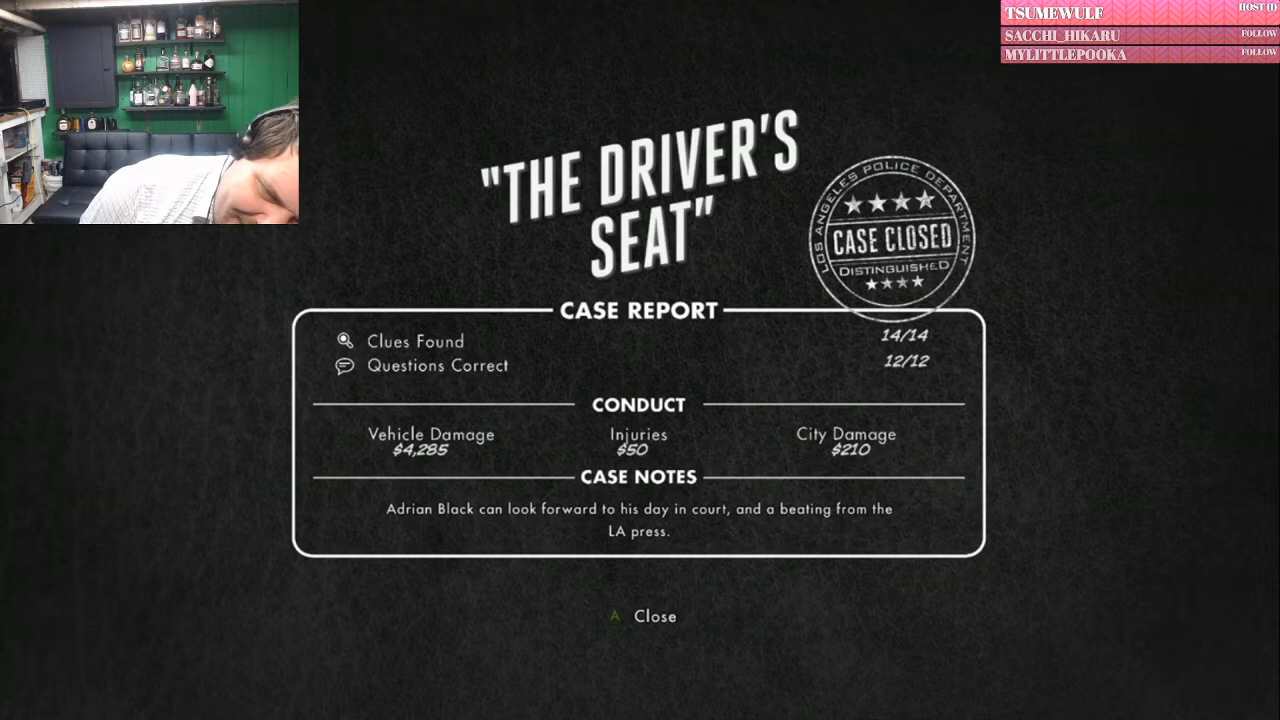 TSUMEWULF HOST (1)
SACCHI_HIKARU FOLLOW
MYLITTLEPOOKA FOLLOW
"THE DRIVER'S
SEAT"
LOS ANGELES POLICE DEPARTMENT
CASE CLOSED
DISTINGUISHED
CASE REPORT
Clues Found 14/14
Questions Correct 12/12
CONDUCT
Vehicle Damage Injuries City Damage
$4,285 $50 $210
CASE NOTES
Adrian Black can look forward to his day in court, and a beating from the
LA press.
A Close